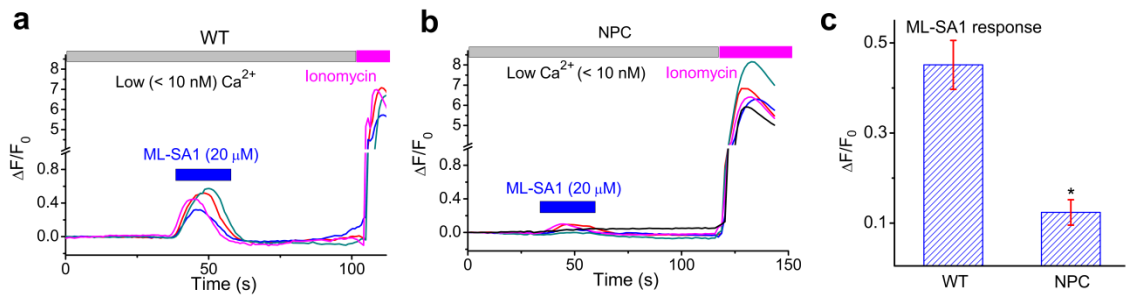 a
WT
Low (< 10 nM) Ca²⁺
Ionomycin
ML-SA1 (20 μM)
ΔF/F₀
8
7
6
5
0.8
0.4
0.0
0
50
100
Time (s)
b
NPC
Low Ca²⁺ (< 10 nM)
Ionomycin
ML-SA1 (20 μM)
ΔF/F₀
8
7
6
5
4
0.8
0.4
0.0
0
50
100
150
Time (s)
c
ML-SA1 response
ΔF/F₀
0.5
0.3
0.1
*
WT
NPC